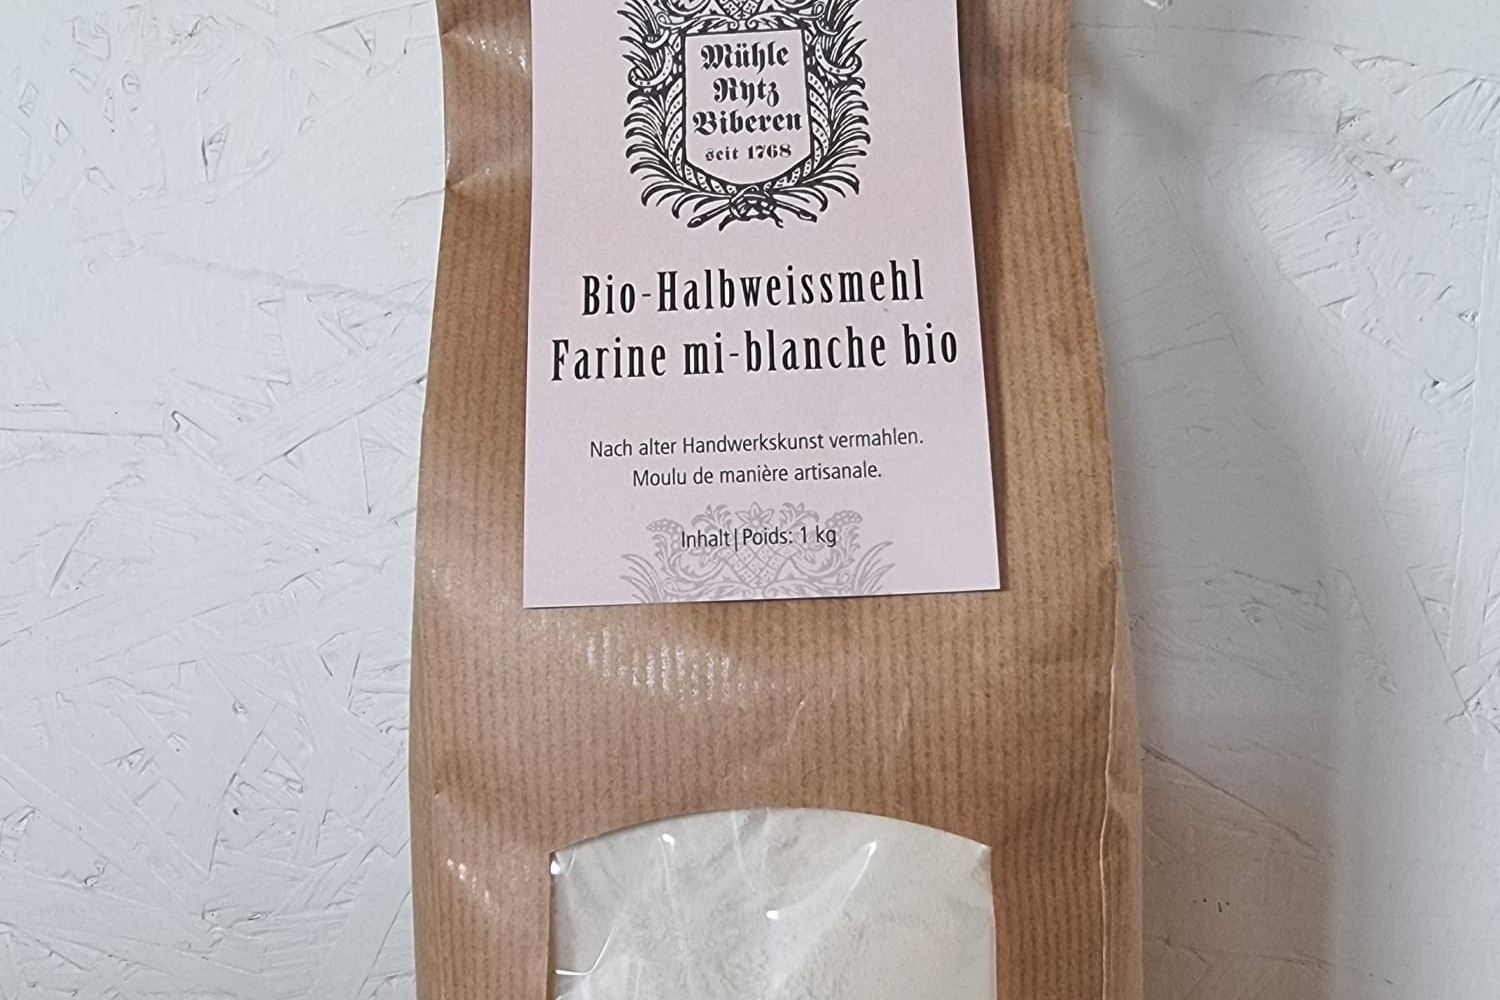 Mühle
Rytz
Biberen
seit 1768
Bio-Halbweissmehl
Farine mi-blanche bio
Nach alter Handwerkskunst vermahlen.
Moulu de manière artisanale.
Inhalt|Poids: 1 kg